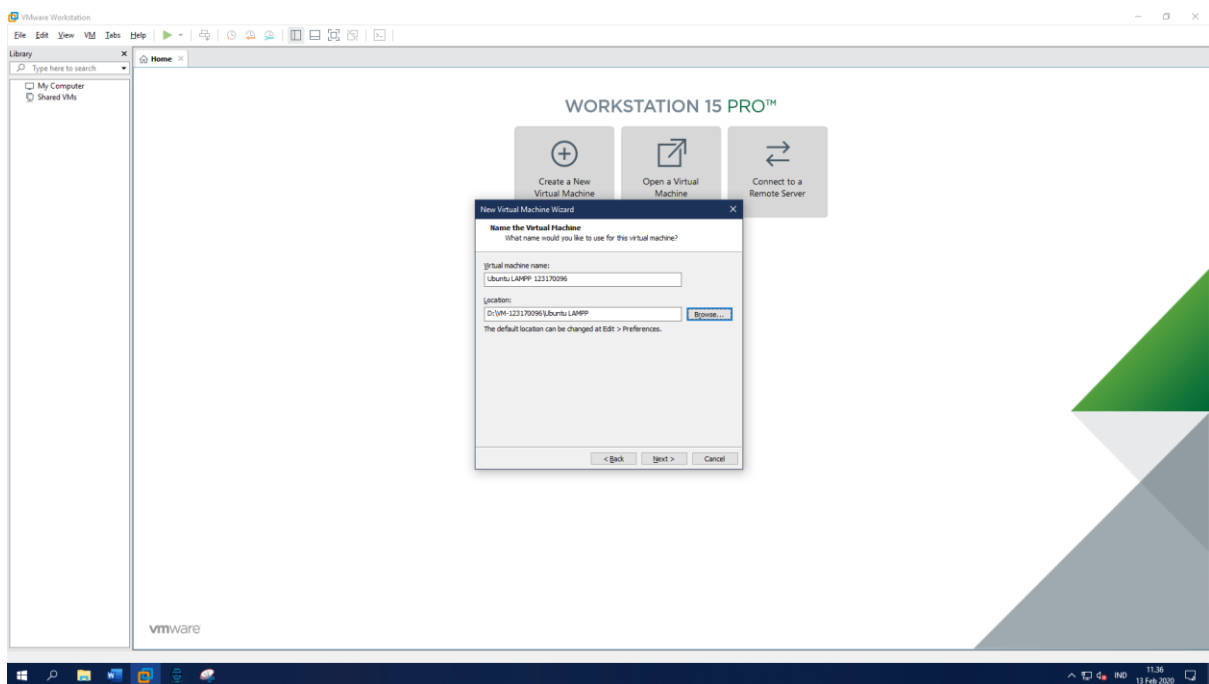 VMware Workstation
File Edit View VM Tabs Help
Library
Type here to search
My Computer
Shared VMs
Home
WORKSTATION 15 PRO™
Create a New
Virtual Machine
Open a Virtual
Machine
Connect to a
Remote Server
New Virtual Machine Wizard
Name the Virtual Machine
What name would you like to use for this virtual machine?
Virtual machine name:
Ubuntu LAMPP 123170096
Location:
D:\VM-123170096\Ubuntu LAMPP
Browse...
The default location can be changed at Edit > Preferences.
< Back Next > Cancel
vmware
IND
11.36
13 Feb 2020